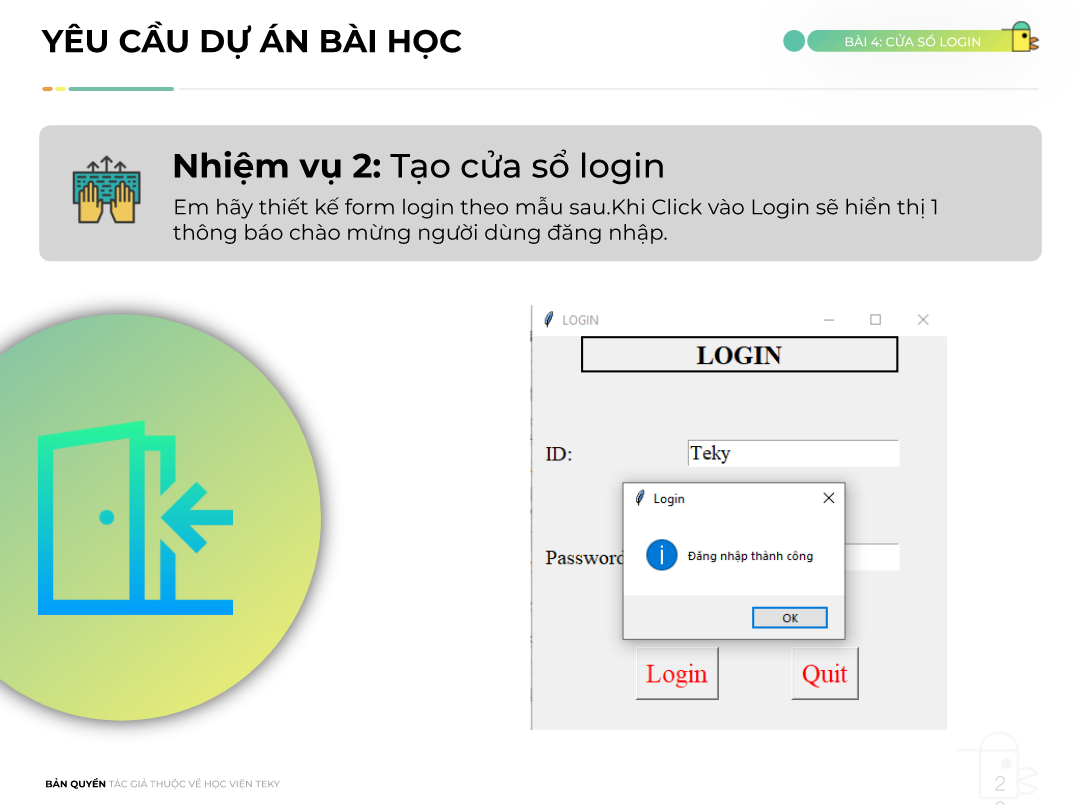 YÊU CẦU DỰ ÁN BÀI HỌC
BÀI 4: CỬA SỔ LOGIN
Nhiệm vụ 2: Tạo cửa sổ login
Em hãy thiết kế form login theo mẫu sau.Khi Click vào Login sẽ hiển thị 1
thông báo chào mừng người dùng đăng nhập.
LOGIN
LOGIN
ID:
Teky
Login
Đăng nhập thành công
Password
OK
Login
Quit
BẢN QUYỀN TÁC GIẢ THUỘC VỀ HỌC VIỆN TEKY
2